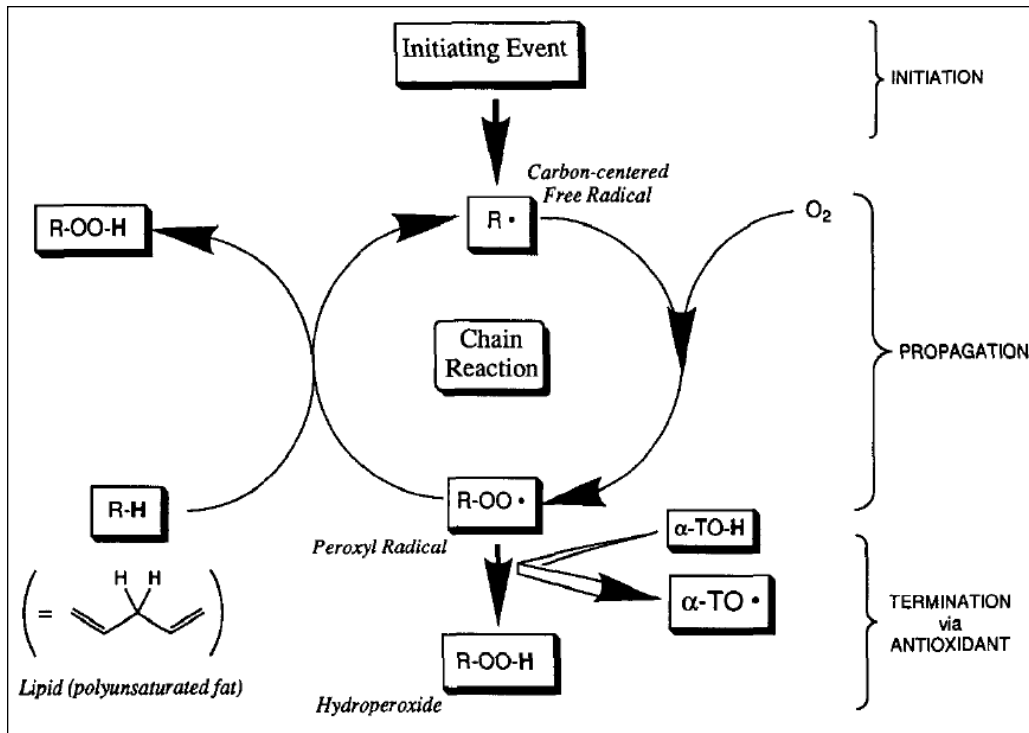 Initiating Event
INITIATION
Carbon-centered
Free Radical
R •
O₂
R-OO-H
Chain
Reaction
PROPAGATION
R-H
R-OO •
Peroxyl Radical
α-TO-H
α-TO •
H H
( = )
Lipid (polyunsaturated fat)
R-OO-H
Hydroperoxide
TERMINATION
via
ANTIOXIDANT